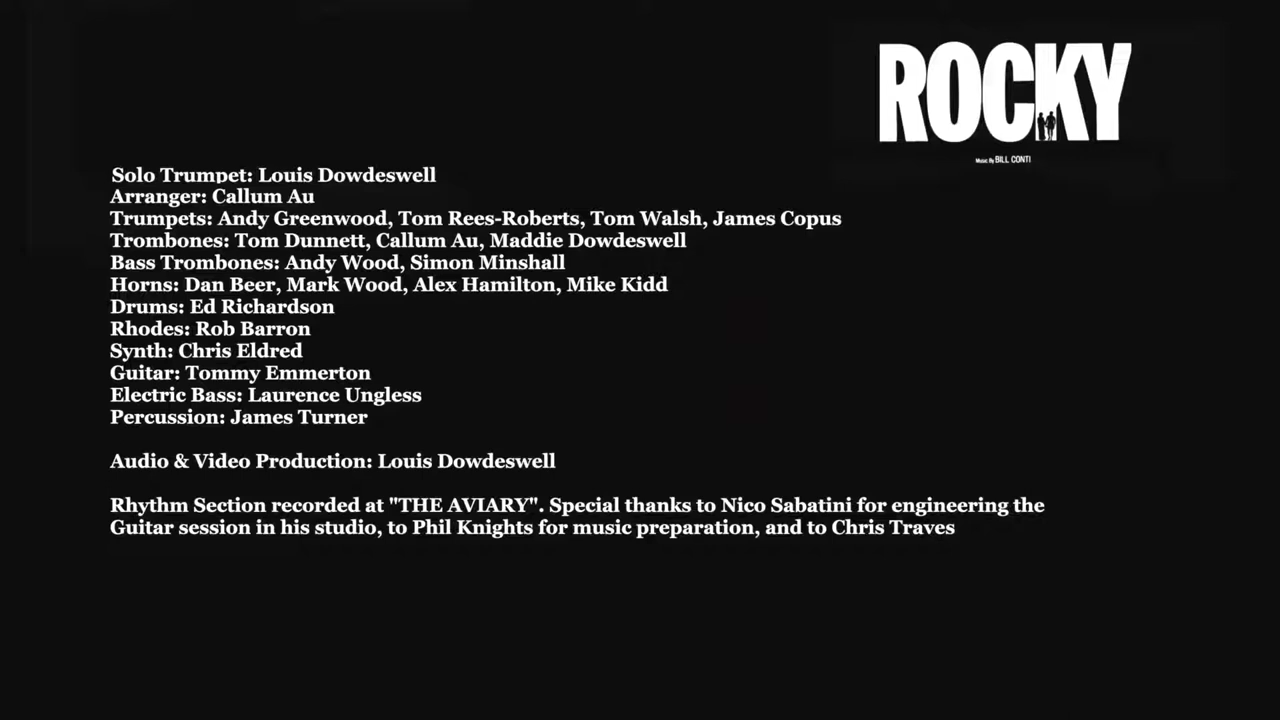 ROCKY
Music By BILL CONTI
Solo Trumpet: Louis Dowdeswell
Arranger: Callum Au
Trumpets: Andy Greenwood, Tom Rees-Roberts, Tom Walsh, James Copus
Trombones: Tom Dunnett, Callum Au, Maddie Dowdeswell
Bass Trombones: Andy Wood, Simon Minshall
Horns: Dan Beer, Mark Wood, Alex Hamilton, Mike Kidd
Drums: Ed Richardson
Rhodes: Rob Barron
Synth: Chris Eldred
Guitar: Tommy Emmerton
Electric Bass: Laurence Ungless
Percussion: James Turner
Audio & Video Production: Louis Dowdeswell
Rhythm Section recorded at "THE AVIARY". Special thanks to Nico Sabatini for engineering the
Guitar session in his studio, to Phil Knights for music preparation, and to Chris Traves